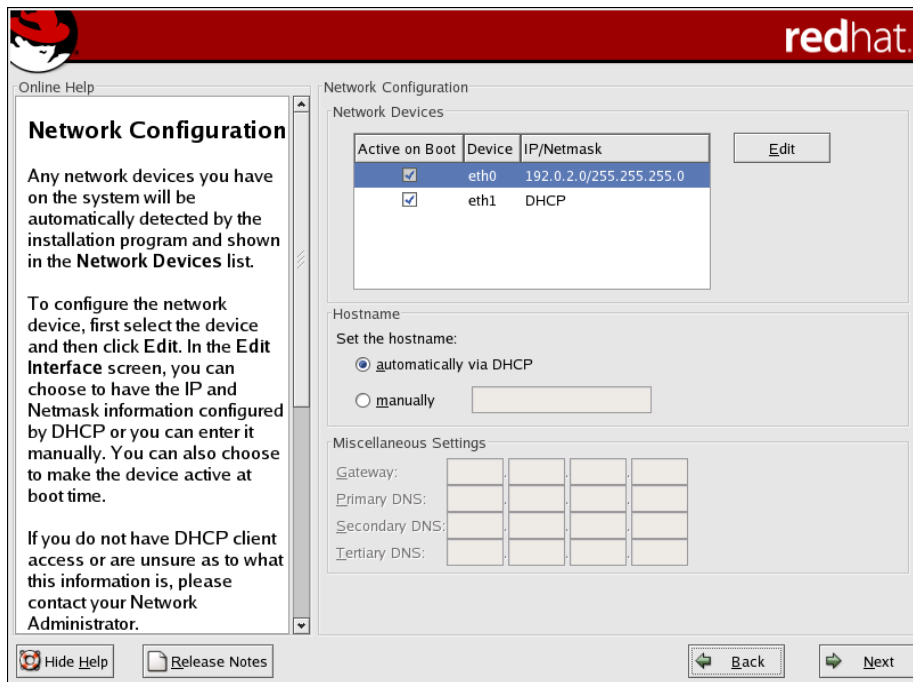 redhat.
Online Help
Network Configuration
Any network devices you have
on the system will be
automatically detected by the
installation program and shown
in the Network Devices list.
To configure the network
device, first select the device
and then click Edit. In the Edit
Interface screen, you can
choose to have the IP and
Netmask information configured
by DHCP or you can enter it
manually. You can also choose
to make the device active at
boot time.
If you do not have DHCP client
access or are unsure as to what
this information is, please
contact your Network
Administrator.
Network Configuration
Network Devices
Active on Boot Device IP/Netmask
eth0 192.0.2.0/255.255.255.0
eth1 DHCP
Edit
Hostname
Set the hostname:
automatically via DHCP
manually
Miscellaneous Settings
Gateway:
Primary DNS:
Secondary DNS:
Tertiary DNS:
Hide Help
Release Notes
Back
Next